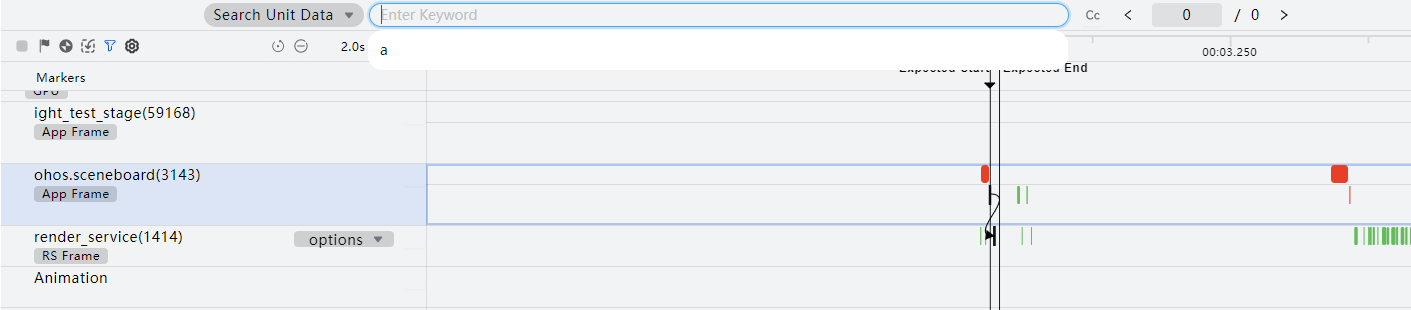 Search Unit Data Enter Keyword Cc 0 / 0
2.0s a 00:03.250
Markers Expected Start Expected End
GPU
ight_test_stage(59168)
App Frame
ohos.sceneboard(3143)
App Frame
render_service(1414) options
RS Frame
Animation